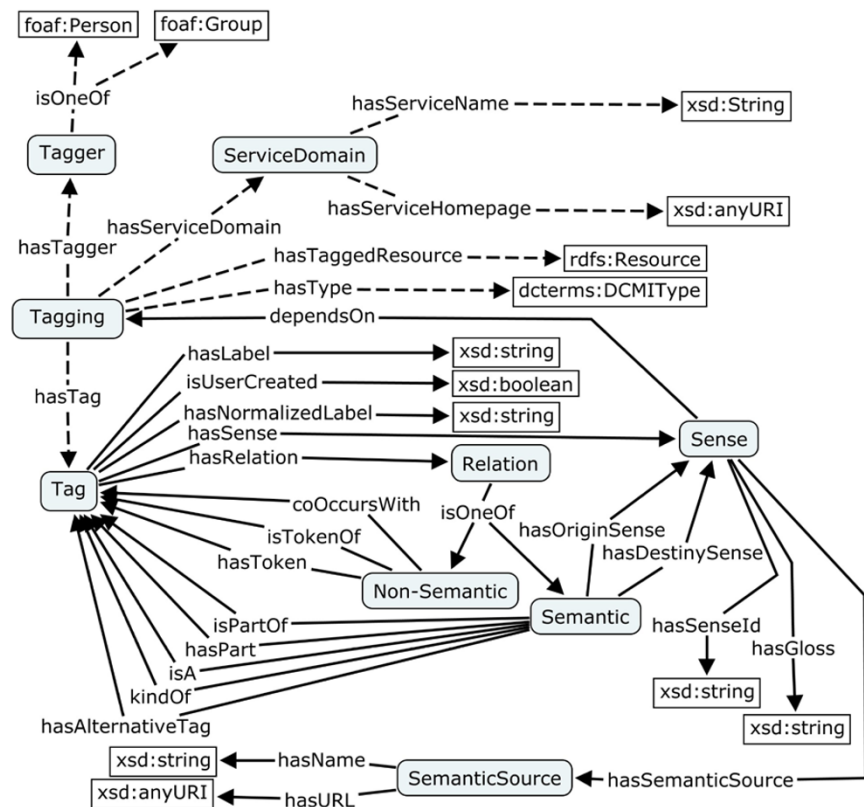 foaf:Person
foaf:Group
isOneOf
hasServiceName
xsd:String
Tagger
ServiceDomain
hasServiceHomepage
xsd:anyURI
hasServiceDomain
hasTagger
hasTaggedResource
rdfs:Resource
hasType
dcterms:DCMIType
Tagging
dependsOn
hasLabel
xsd:string
isUserCreated
xsd:boolean
hasTag
hasNormalizedLabel
xsd:string
hasSense
Sense
hasRelation
Relation
Tag
coOccursWith
isOneOf
isTokenOf
hasOriginSense
hasToken
hasDestinySense
Non-Semantic
Semantic
isPartOf
hasSenseId
hasPart
hasGloss
isA
kindOf
xsd:string
hasAlternativeTag
xsd:string
xsd:string
hasName
SemanticSource
hasSemanticSource
xsd:anyURI
hasURL